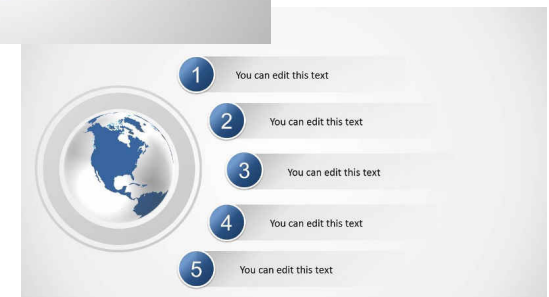 1 You can edit this text
2 You can edit this text
3 You can edit this text
4 You can edit this text
5 You can edit this text